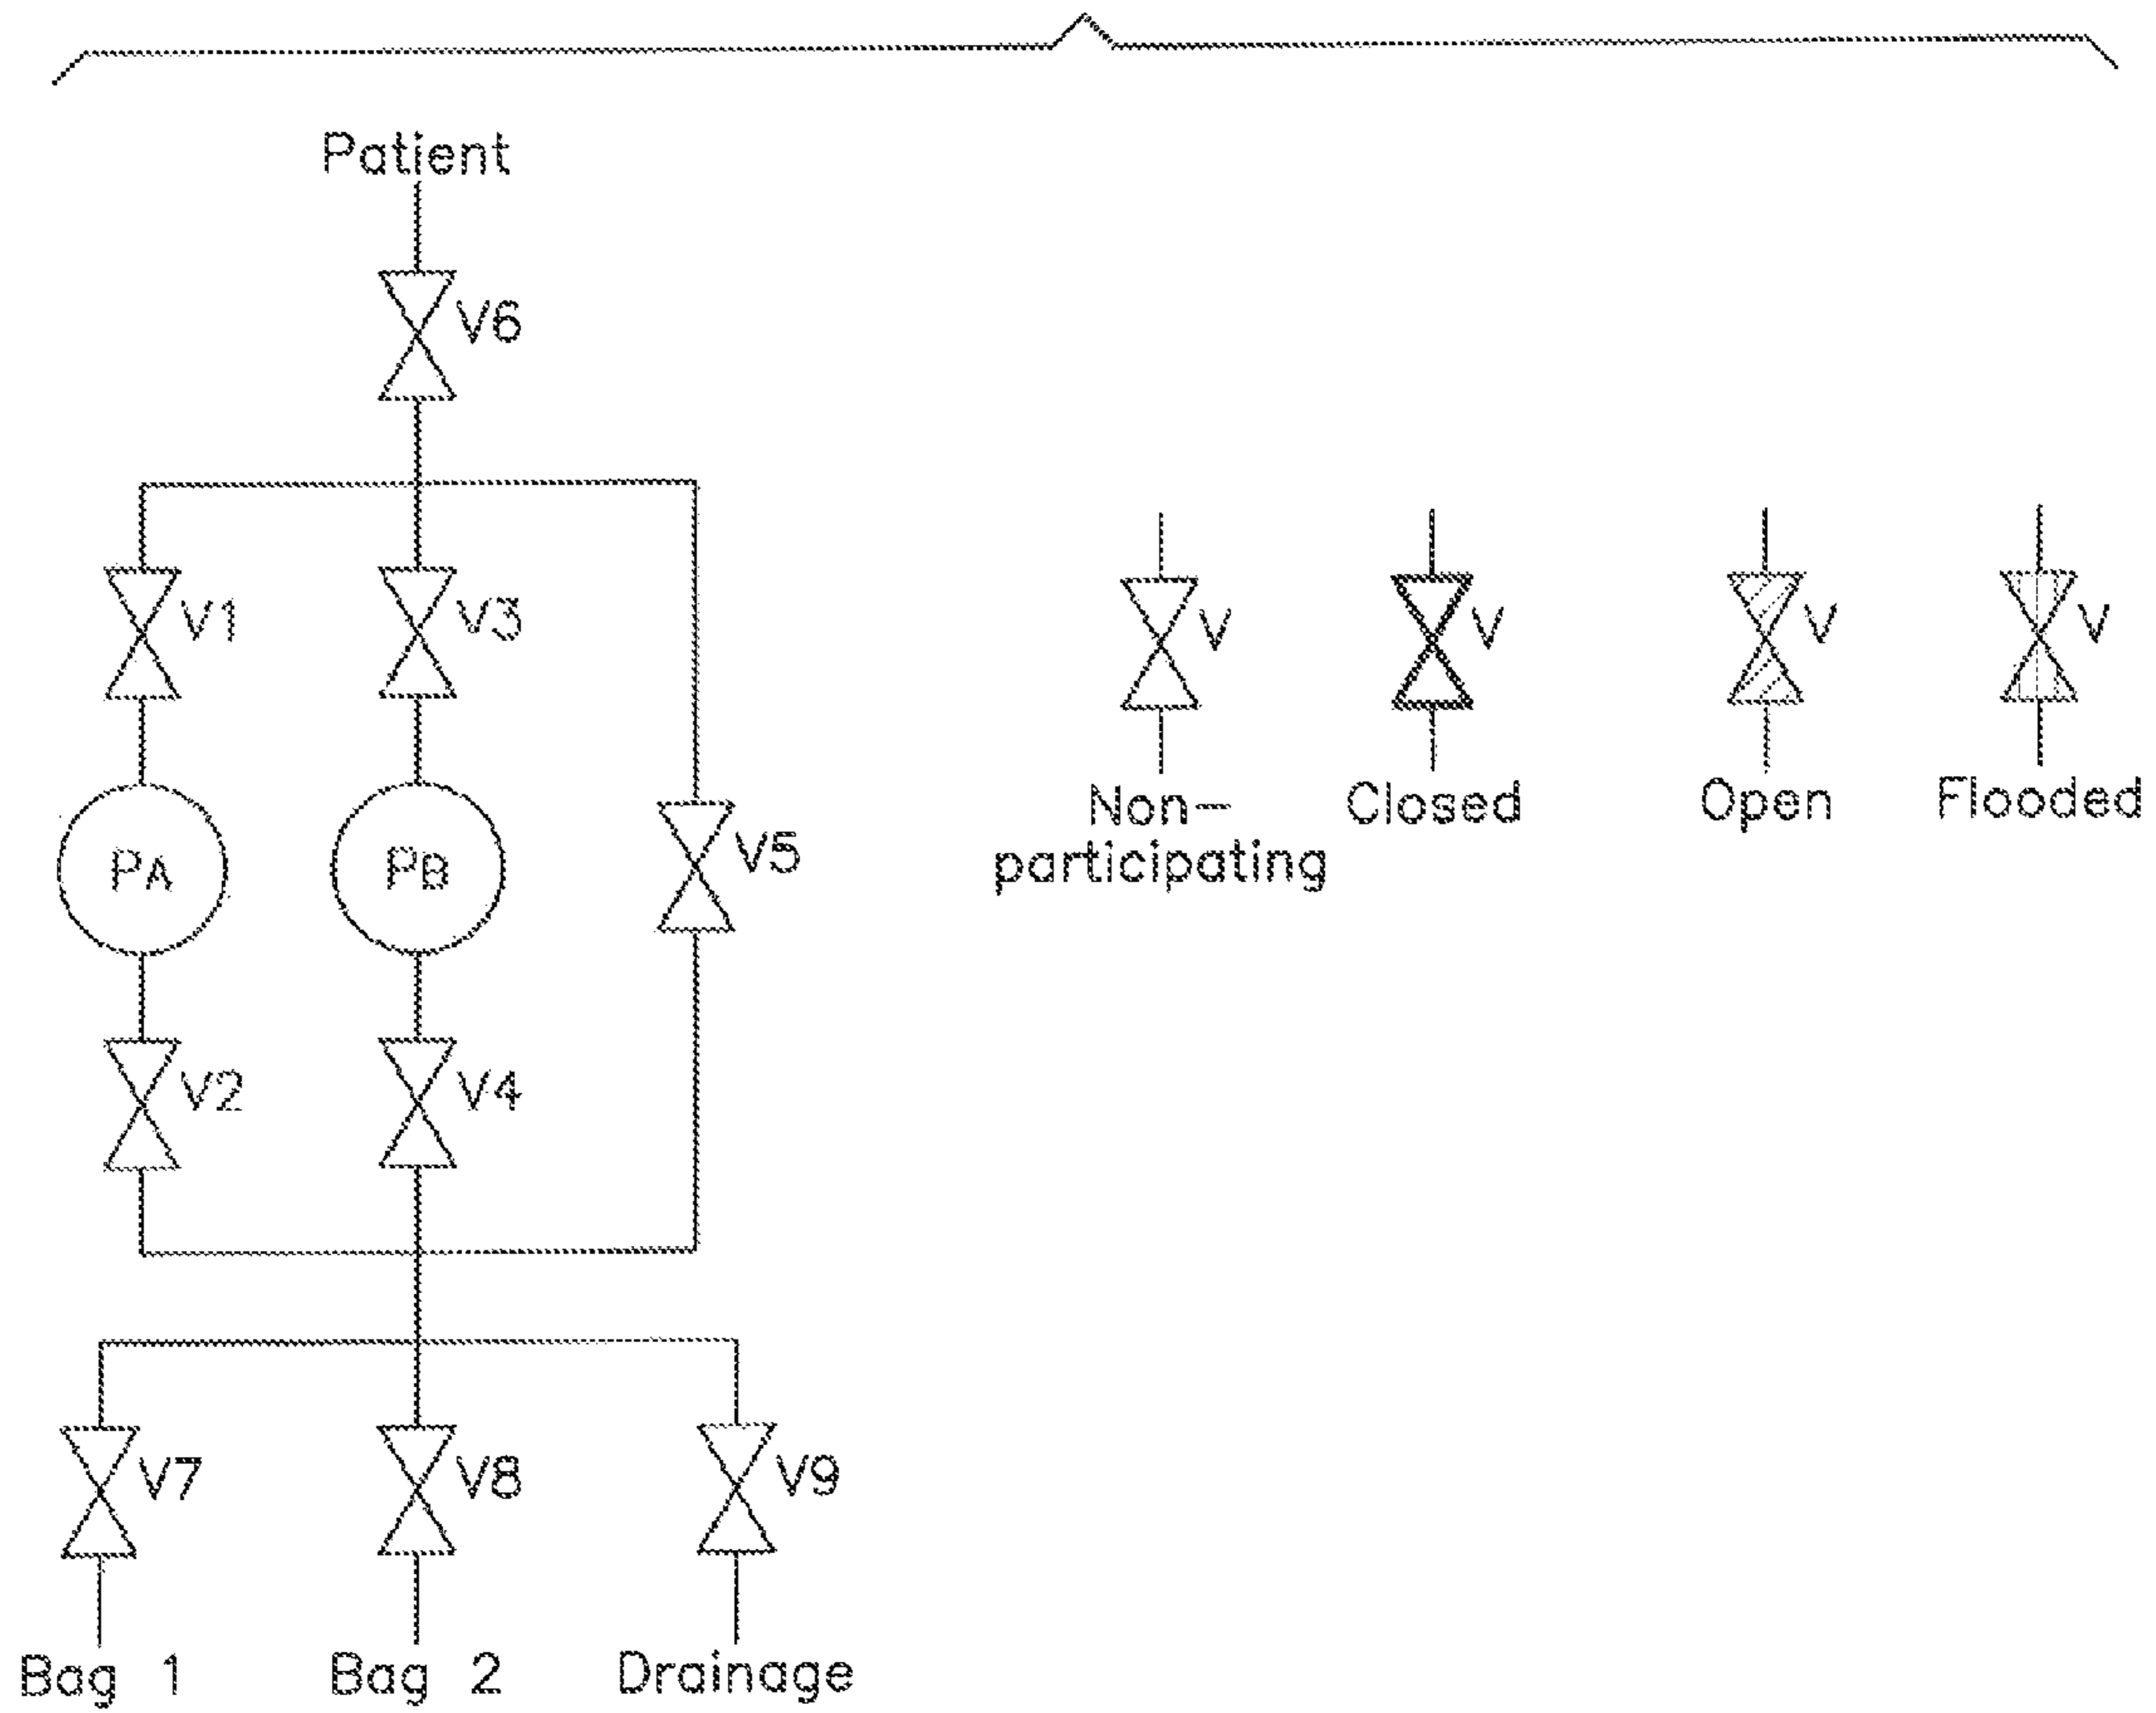 Patient
V6
V1
V3
V
V
V
V
Non-
participating
Closed
Open
Flooded
PA
PB
V5
V2
V4
V7
V8
V9
Bag 1
Bag 2
Drainage